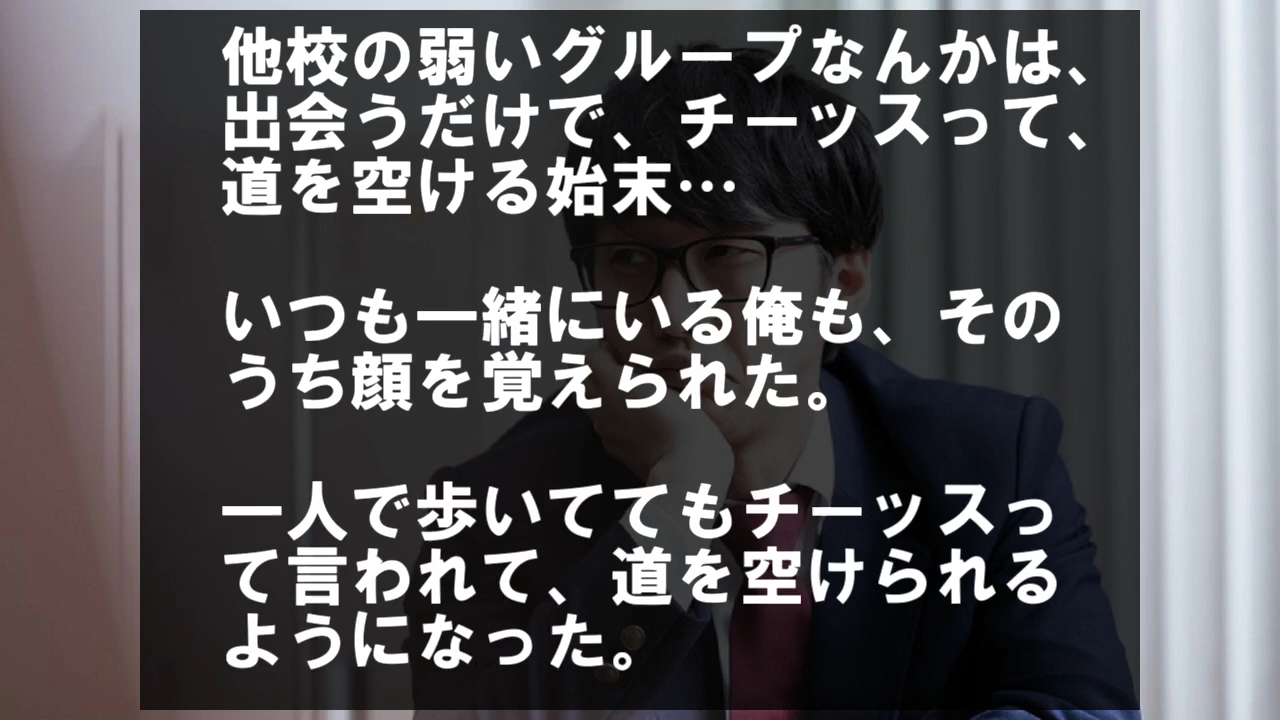 他校の弱いグループなんかは、
出会うだけで、チーッスって、
道を空ける始末…
いつも一緒にいる俺も、その
うち顔を覚えられた。
一人で歩いててもチーッスっ
て言われて、道を空けられる
ようになった。